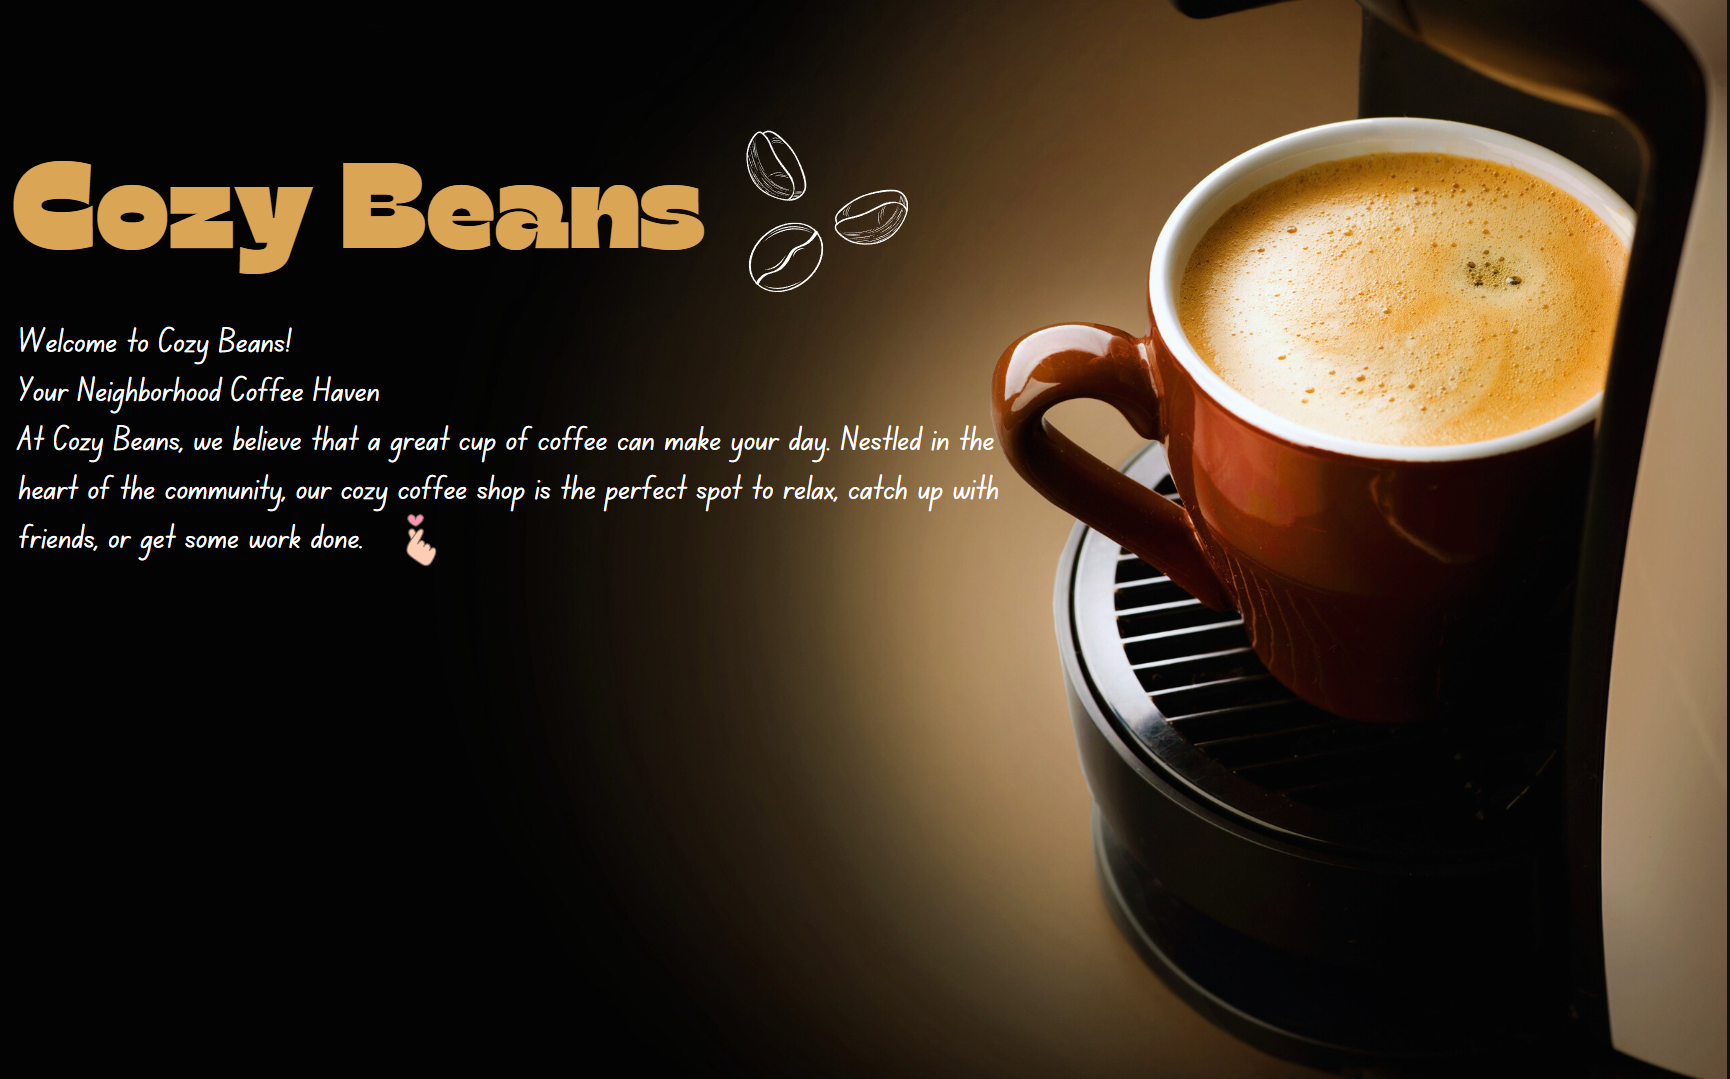 Cozy Beans
Welcome to Cozy Beans!
Your Neighborhood Coffee Haven
At Cozy Beans, we believe that a great cup of coffee can make your day. Nestled in the
heart of the community, our cozy coffee shop is the perfect spot to relax, catch up with
friends, or get some work done.